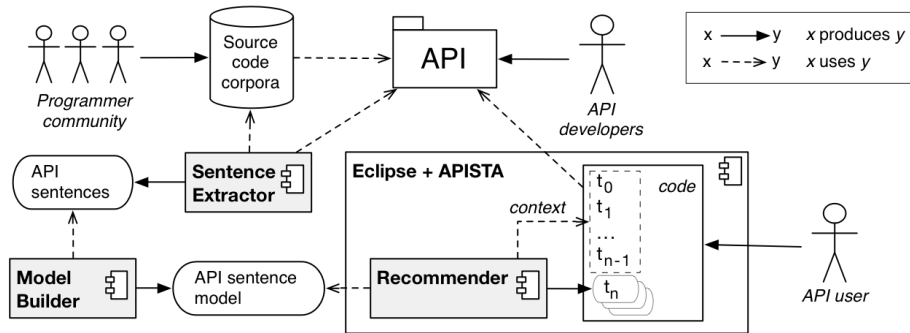 Programmer
community
Source
code
corpora
API
API
developers
x y x produces y
x y x uses y
API
sentences
Sentence
Extractor
Eclipse + APISTA
context
code
t0
t1
...
tn-1
tn
Model
Builder
API sentence
model
Recommender
API user